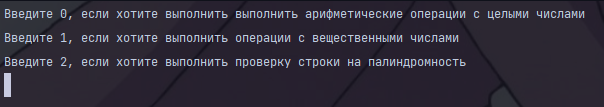 Введите 0, если хотите выполнить выполнить арифметические операции с целыми числами
Введите 1, если хотите выполнить операции с вещественными числами
Введите 2, если хотите выполнить проверку строки на палиндромность